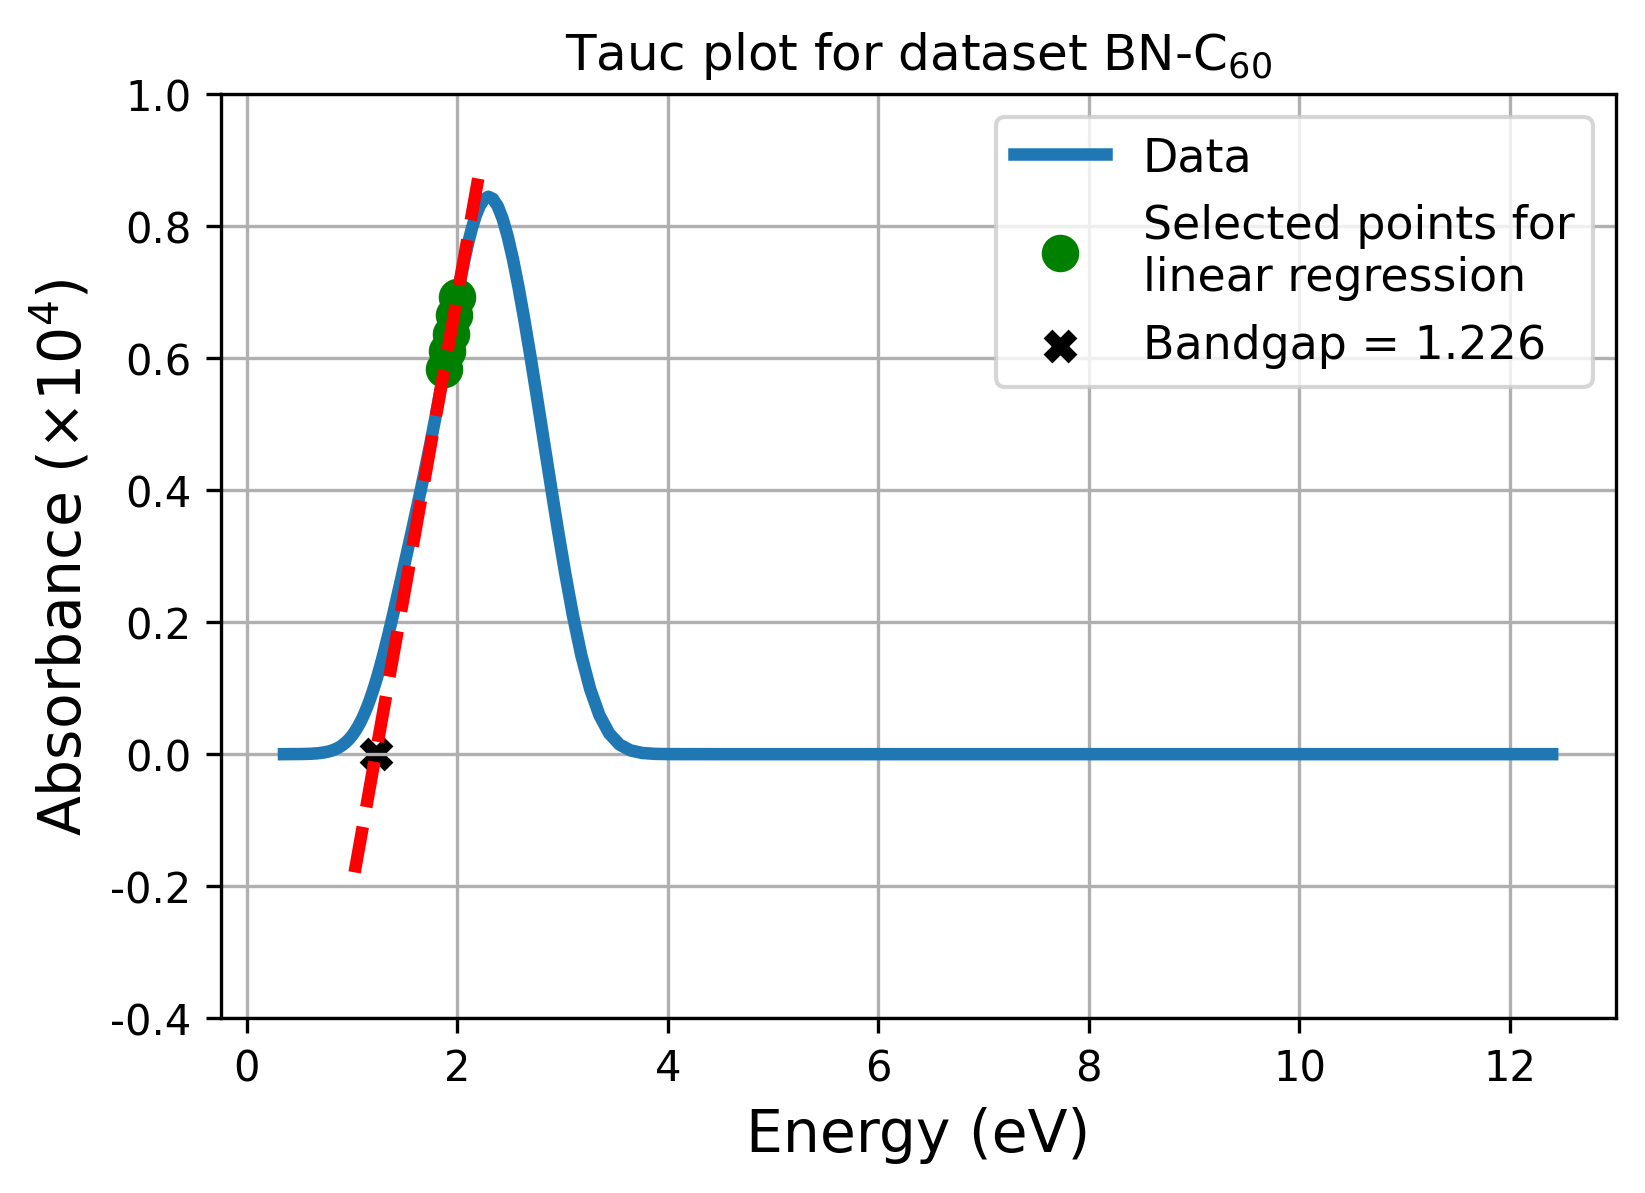 Tauc plot for dataset BN-C₆₀
Absorbance (×10⁴)
1.0
0.8
0.6
0.4
0.2
0.0
-0.2
-0.4
Data
Selected points for
linear regression
Bandgap = 1.226
0 2 4 6 8 10 12
Energy (eV)